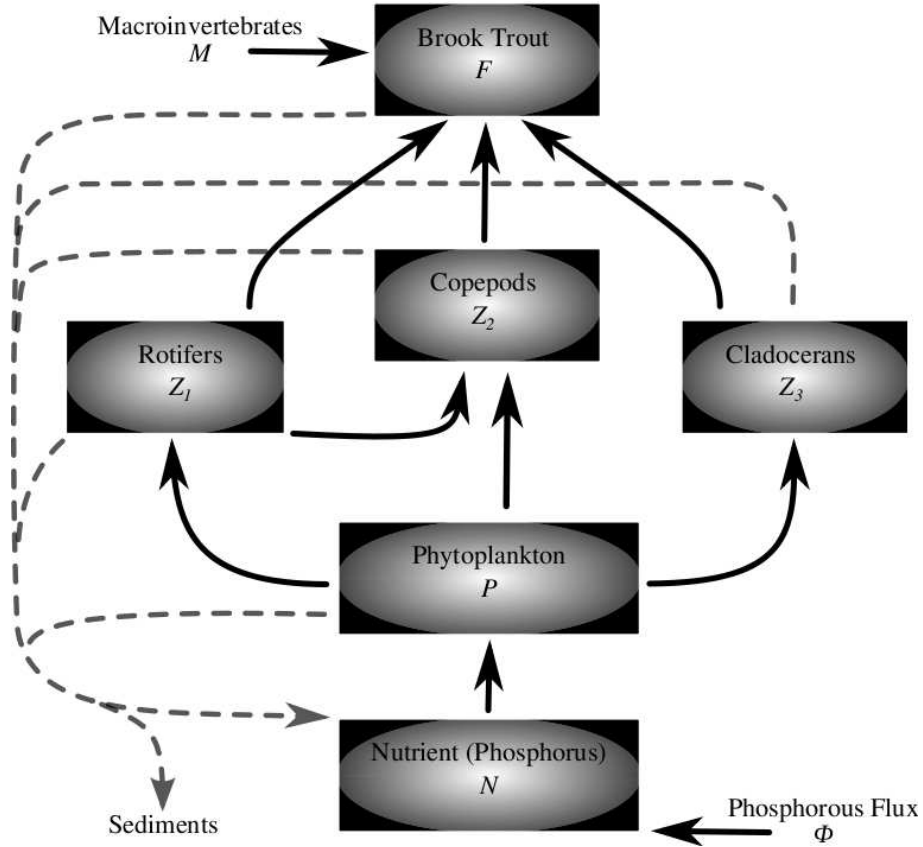 Macroinvertebrates
M
Brook Trout
F
Copepods
Z2
Rotifers
Z1
Cladocerans
Z3
Phytoplankton
P
Nutrient (Phosphorus)
N
Sediments
Phosphorous Flux
Φ